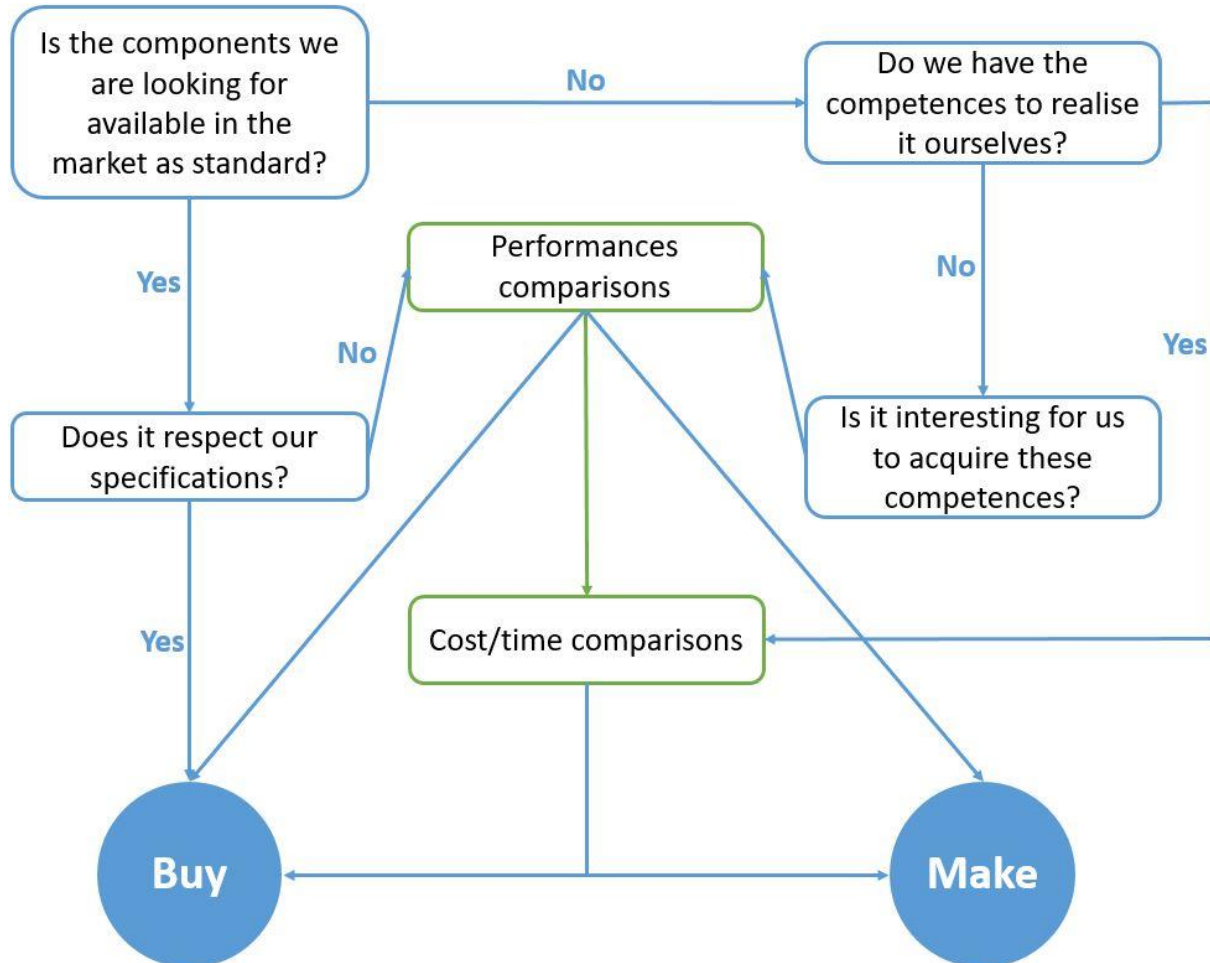 Is the components we
are looking for
available in the
market as standard?
No
Do we have the
competences to realise
it ourselves?
Yes
Performances
comparisons
No
No
Yes
Does it respect our
specifications?
Is it interesting for us
to acquire these
competences?
Yes
Cost/time comparisons
Buy
Make